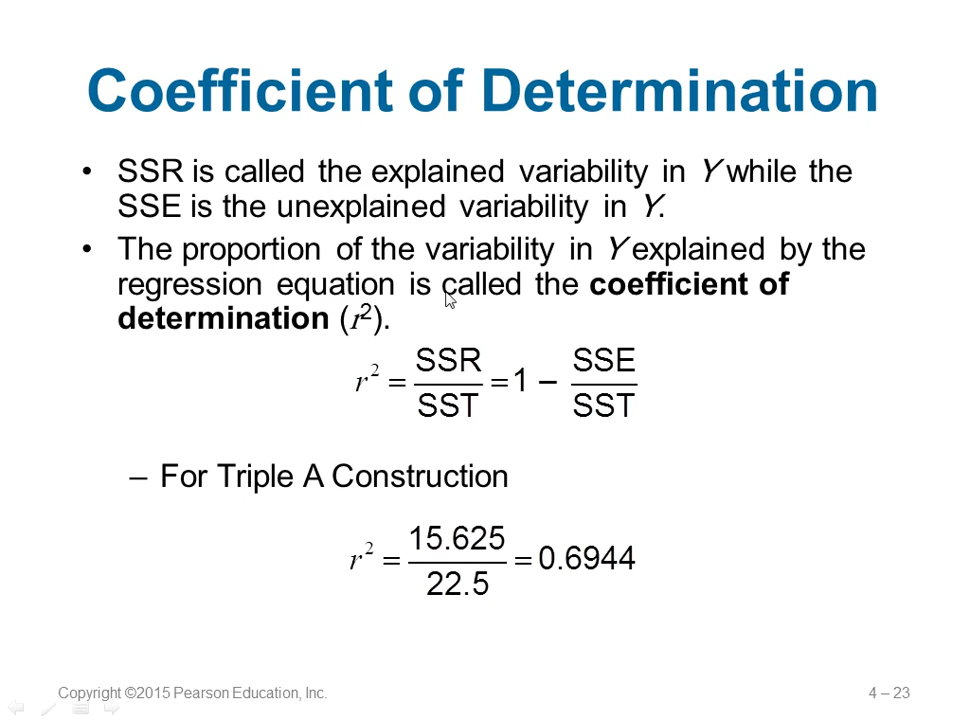 Coefficient of Determination
• SSR is called the explained variability in Y while the
SSE is the unexplained variability in Y.
• The proportion of the variability in Y explained by the
regression equation is called the coefficient of
determination (r²).
r² = SSR/SST = 1 – SSE/SST
– For Triple A Construction
r² = 15.625/22.5 = 0.6944
Copyright ©2015 Pearson Education, Inc.
4 – 23